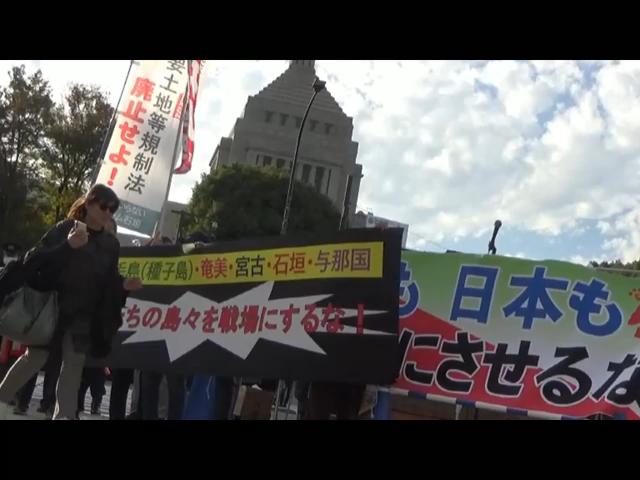 要土地等規制法
廃止せよ！
毛島(種子島)・奄美・宮古・石垣・与那国
ちの島々を戦場にするな！
も 日本も
にさせるな